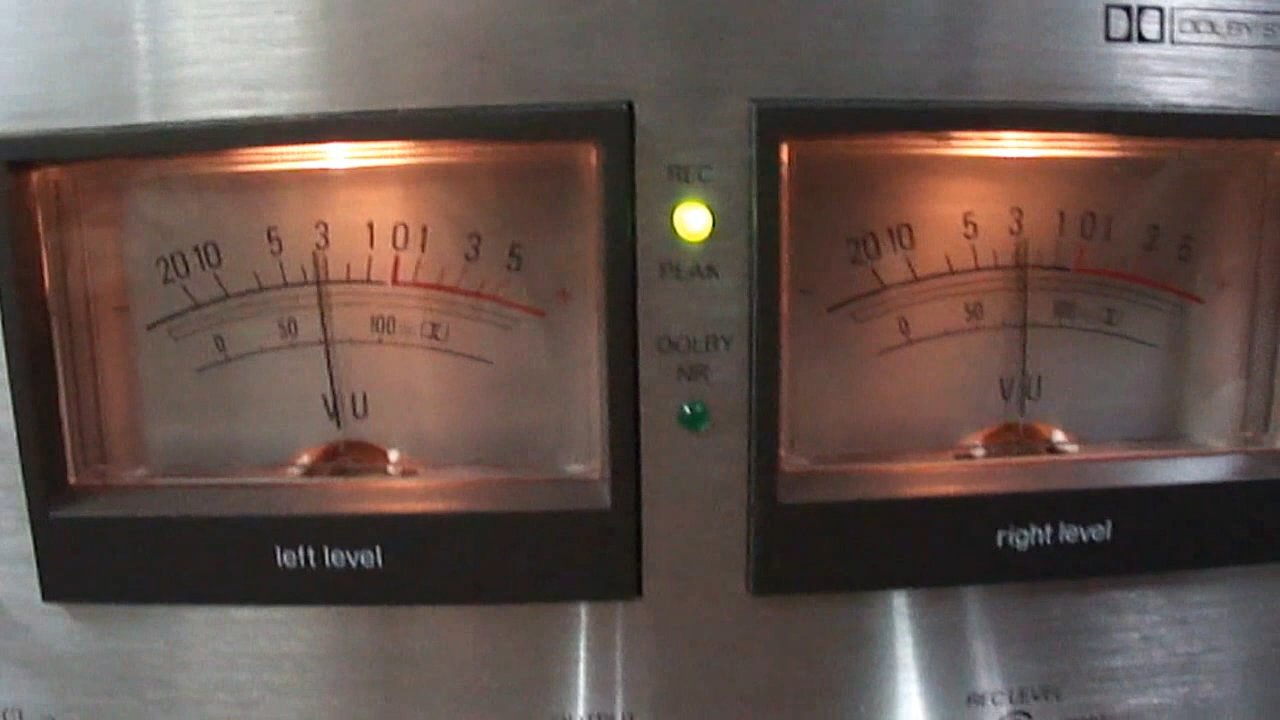 DOLBY S
20 10 5 3 1 0 1 3 5 +
0 50 100
VU
left level
REC
PEAK
DOLBY
NR
20 10 5 3 1 0 1 3 5
0 50
VU
right level
REC LEVEL